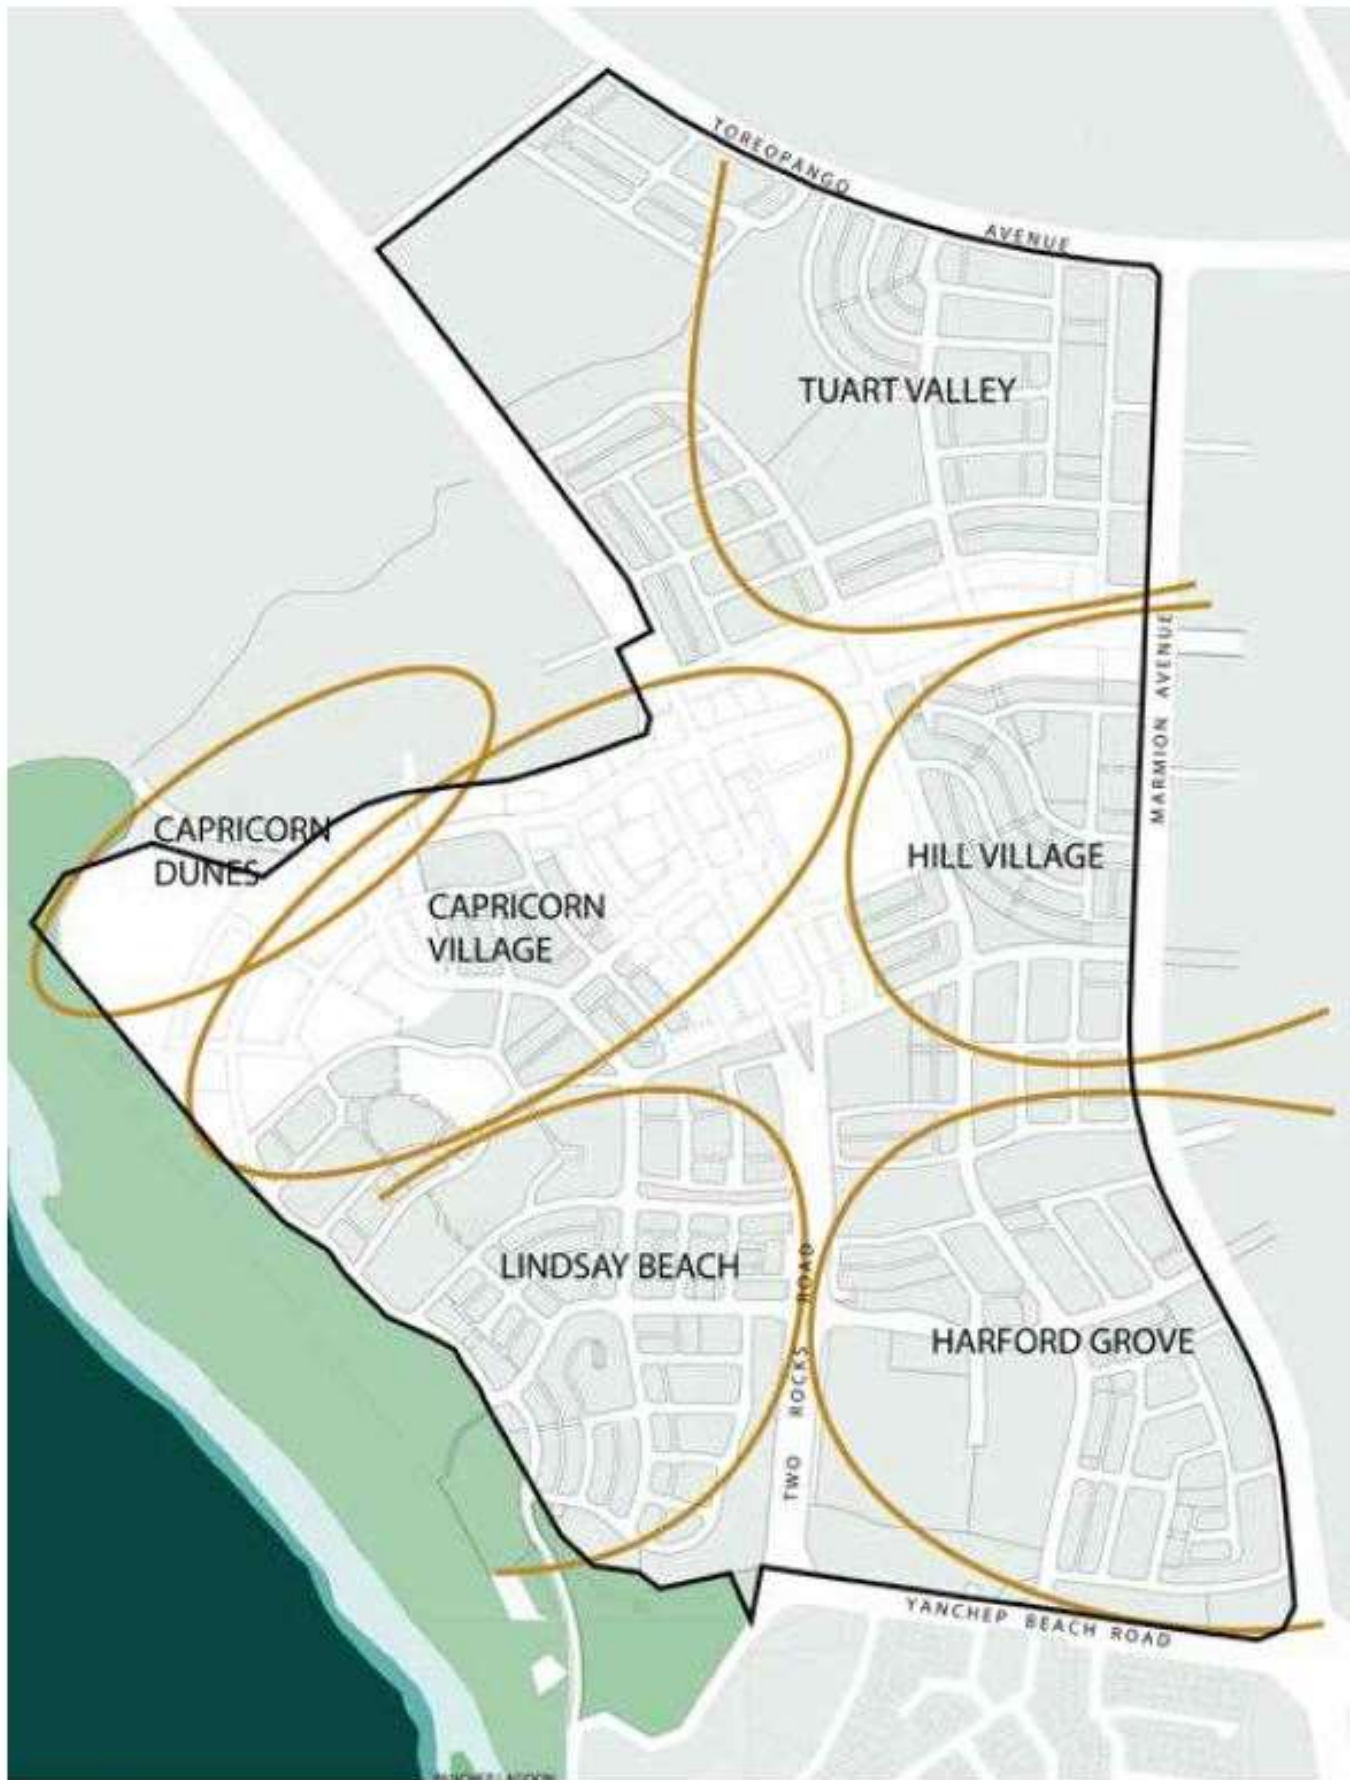 TOREOPANGO
AVENUE
TUART VALLEY
MARMION AVENUE
CAPRICORN
DUNES
HILL VILLAGE
CAPRICORN
VILLAGE
LINDSAY BEACH
TWO ROCKS ROAD
HARFORD GROVE
YANCHEP BEACH ROAD